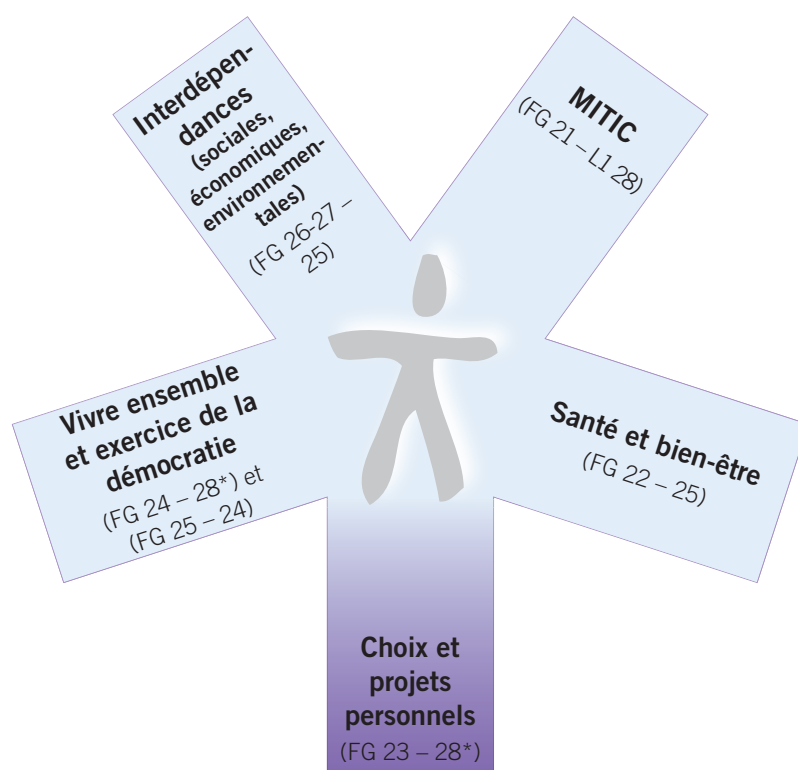 Interdépen-
dances
(sociales,
économiques,
environnemen-
tales)
(FG 26-27 –
25)
MITIC
(FG 21 – L1 28)
Vivre ensemble
et exercice de la
démocratie
(FG 24 – 28*) et
(FG 25 – 24)
Santé et bien-être
(FG 22 – 25)
Choix et
projets
personnels
(FG 23 – 28*)